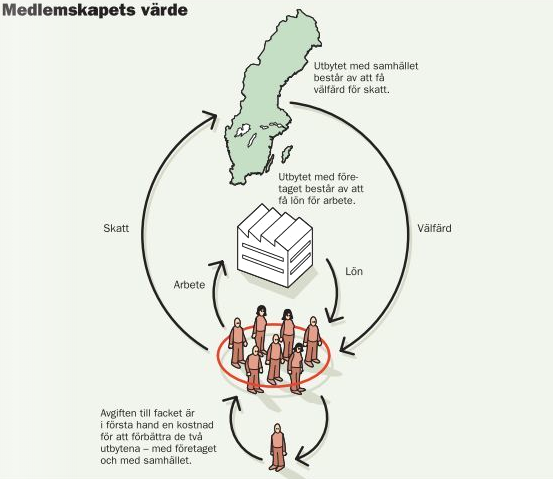 Medlemskapets värde
Utbytet med samhället
består av att få
välfärd för skatt.
Utbytet med före-
taget består av att
få lön för arbete.
Skatt
Välfärd
Arbete
Lön
Avgiften till facket är
i första hand en kostnad
för att förbättra de två
utbytena – med företaget
och med samhället.